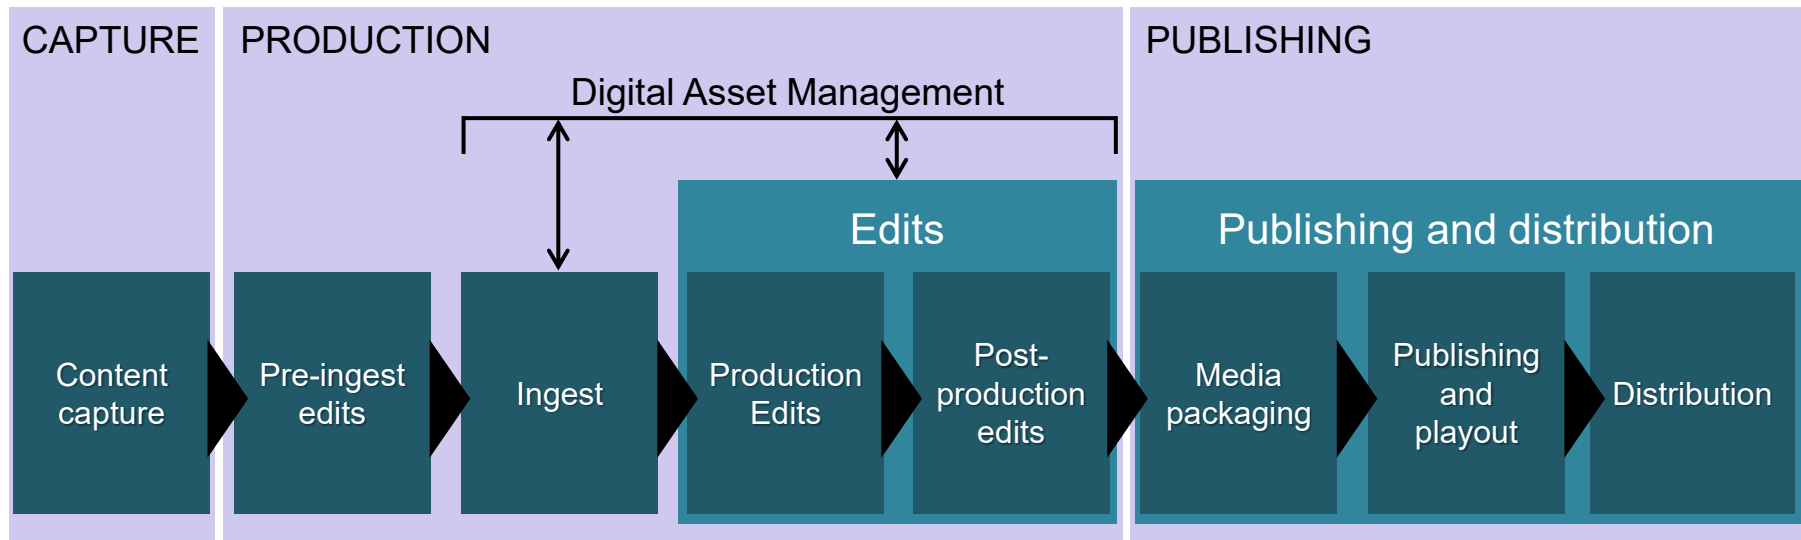 CAPTURE
PRODUCTION
PUBLISHING
Digital Asset Management
Edits
Publishing and distribution
Content
capture
Pre-ingest
edits
Ingest
Production
Edits
Post-
production
edits
Media
packaging
Publishing
and
playout
Distribution